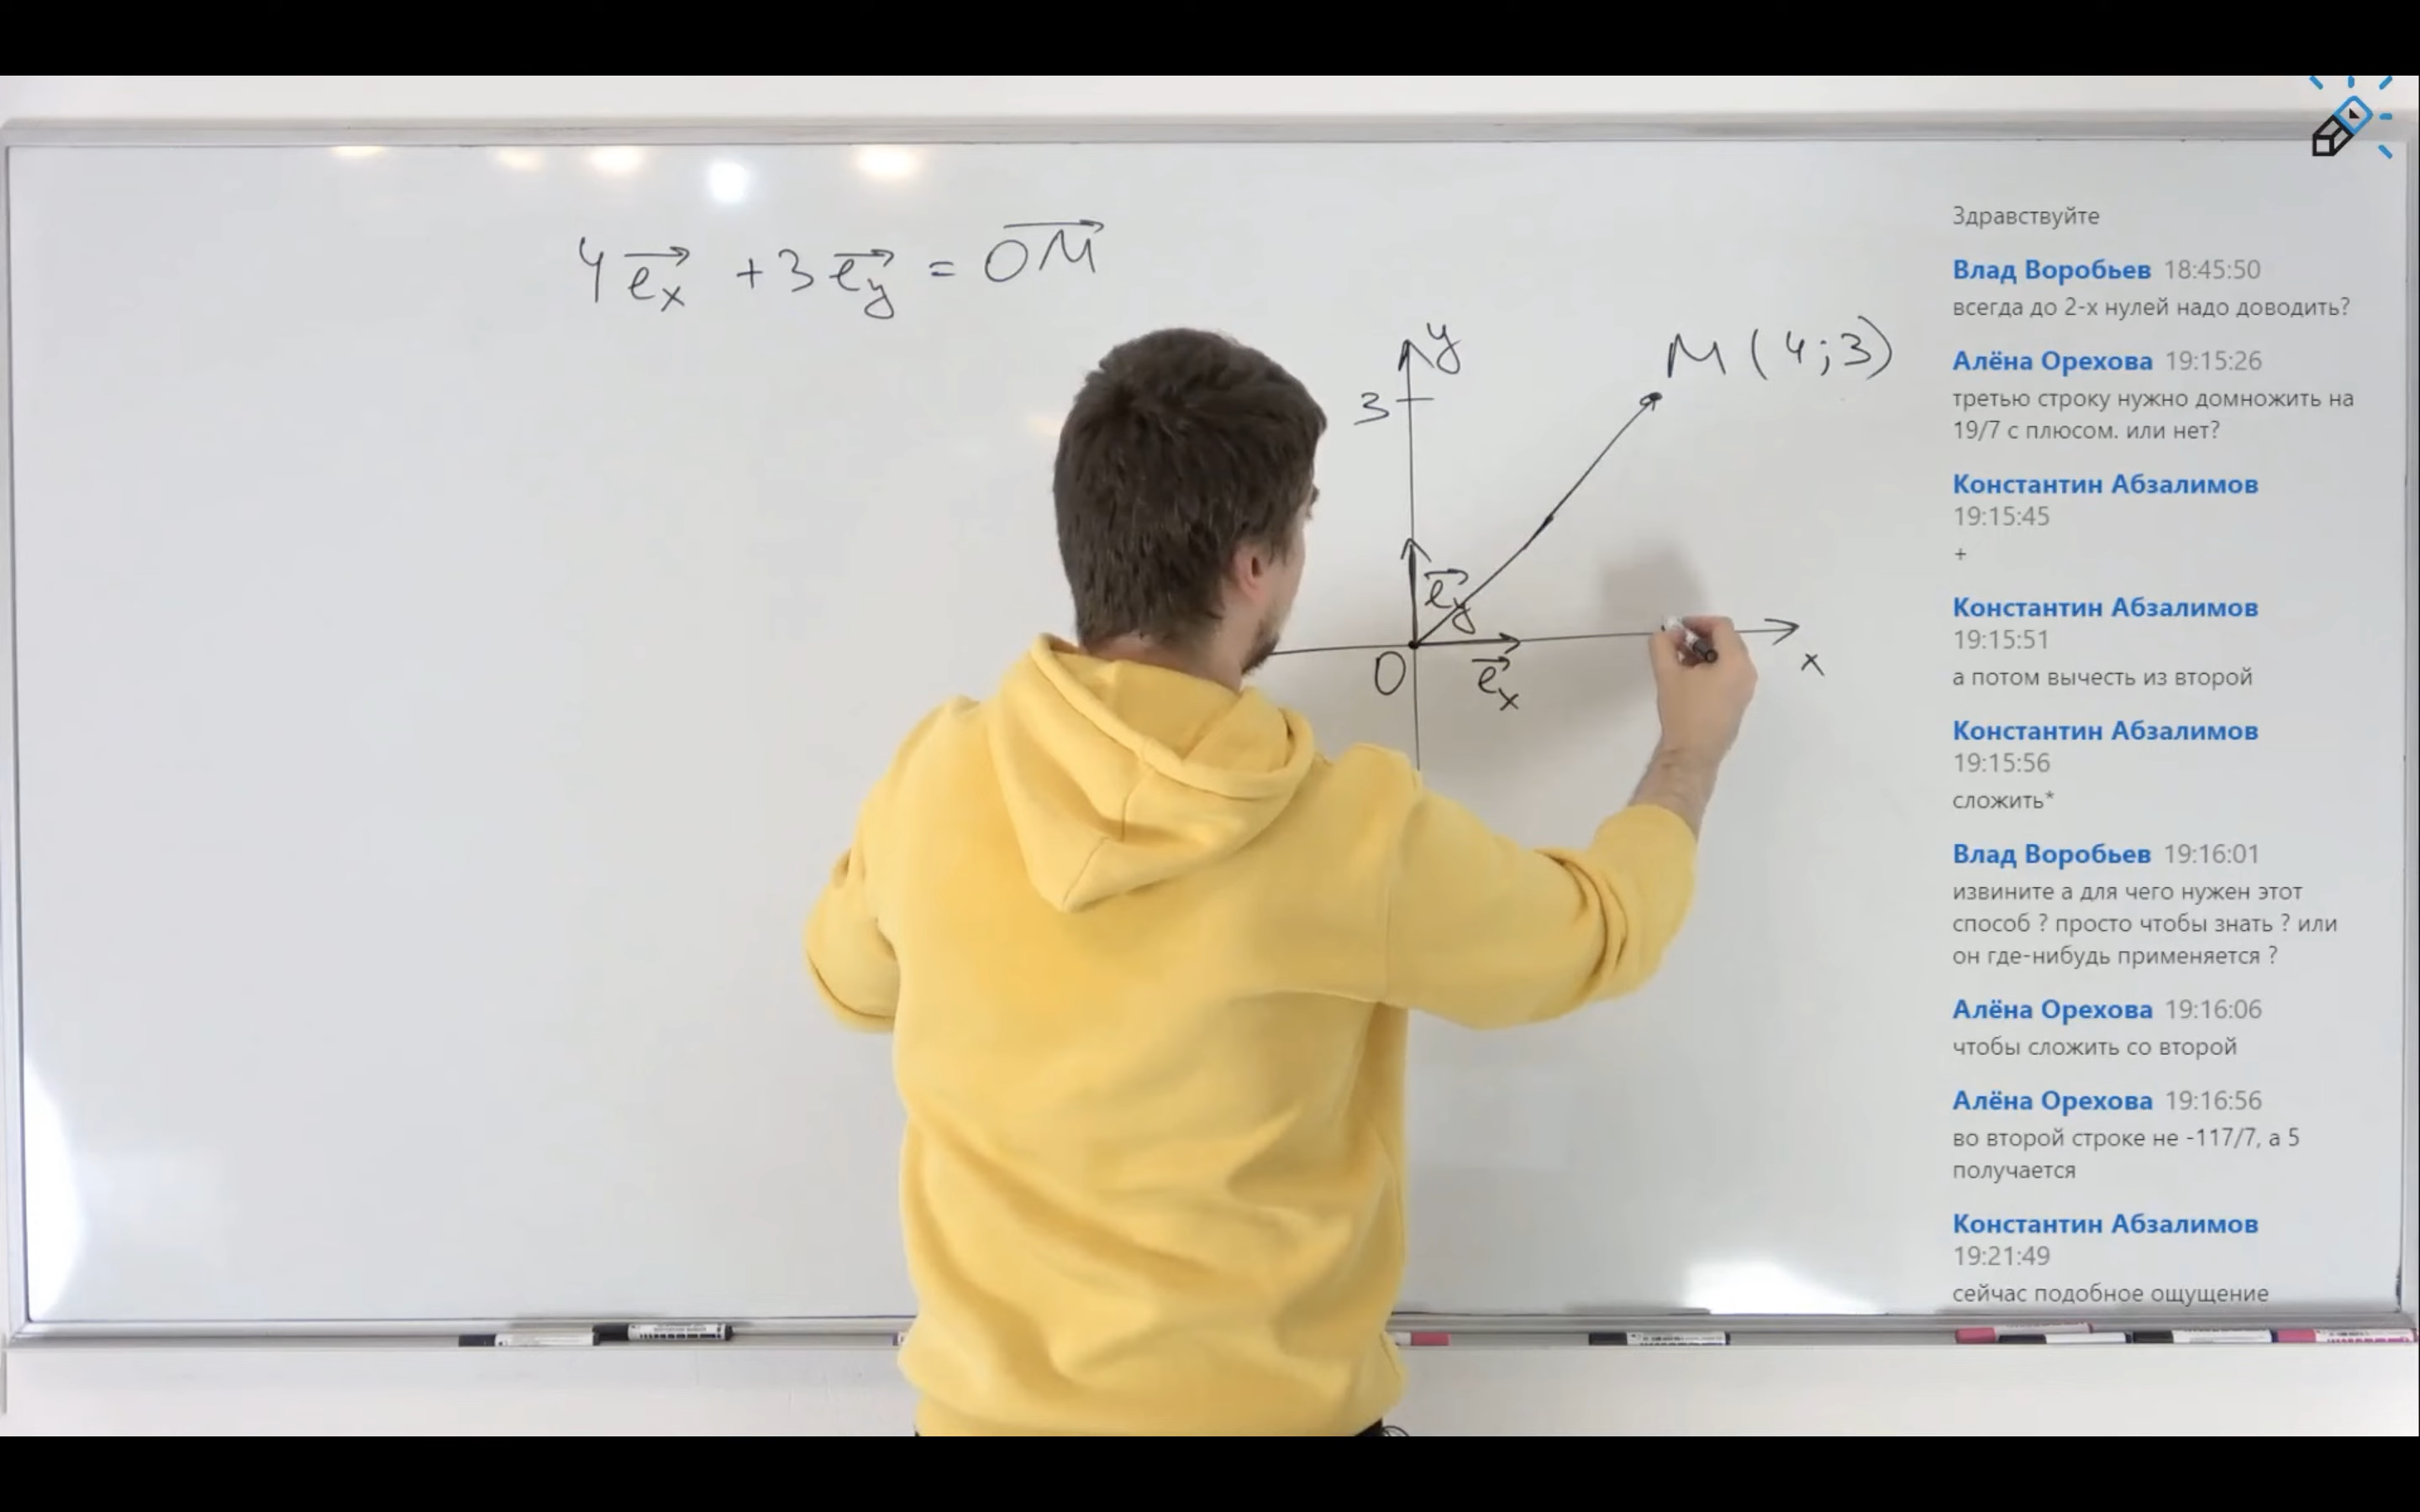 4 ex + 3 ey = OM
y
M (4;3)
3
ey
O
ex
x
Здравствуйте
Влад Воробьев 18:45:50
всегда до 2-х нулей надо доводить?
Алёна Орехова 19:15:26
третью строку нужно домножить на
19/7 с плюсом. или нет?
Константин Абзалимов
19:15:45
+
Константин Абзалимов
19:15:51
а потом вычесть из второй
Константин Абзалимов
19:15:56
сложить*
Влад Воробьев 19:16:01
извините а для чего нужен этот
способ ? просто чтобы знать ? или
он где-нибудь применяется ?
Алёна Орехова 19:16:06
чтобы сложить со второй
Алёна Орехова 19:16:56
во второй строке не -117/7, а 5
получается
Константин Абзалимов
19:21:49
сейчас подобное ощущение